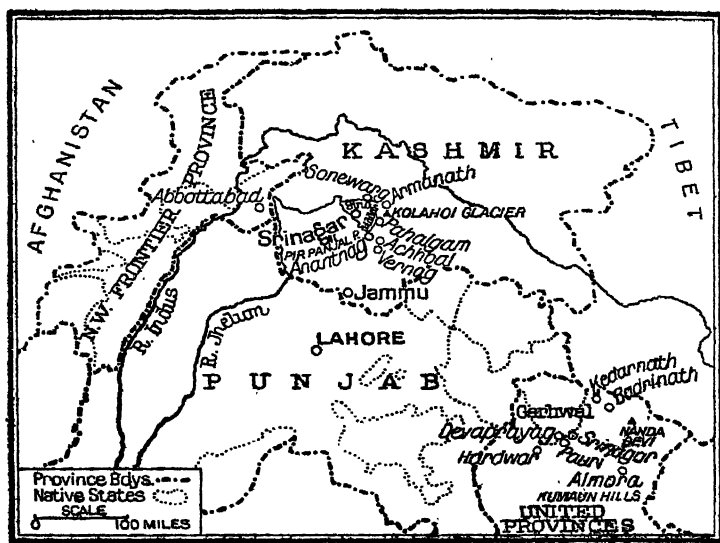 AFGHANISTAN
N.W. FRONTIER PROVINCE
KASHMIR
TIBET
Abbottabad
Sonewarg
Armanath
KOLAHOI GLACIER
Srinagar
Pahalgam
PIR PANJAL R.
Achhbal
Anantnag
Vernag
Jammu
R. Indus
R. Jhelum
LAHORE
PUNJAB
Kedarnath
Badrinath
Garhwal
NANDA DEVI
Devaprayag
Srinagar
Hardwar
Pauri
Almora
KUMAUN HILLS
UNITED PROVINCES
Province Bdys.
Native States
SCALE
0 100 MILES